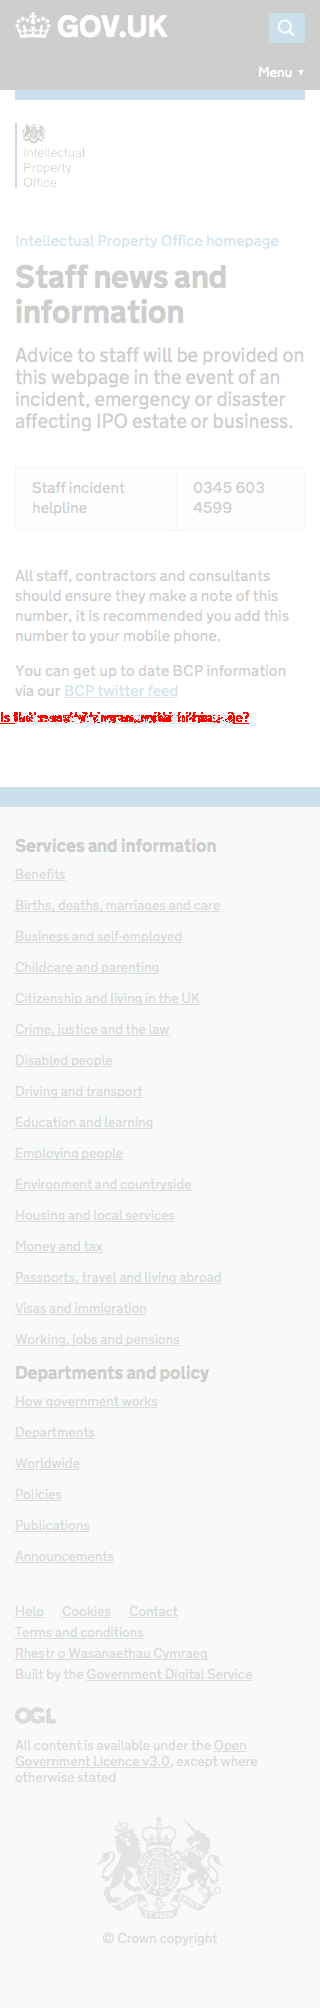 GOV.UK
Menu ▼
Intellectual
Property
Office
Intellectual Property Office homepage
Staff news and
information
Advice to staff will be provided on
this webpage in the event of an
incident, emergency or disaster
affecting IPO estate or business.
Staff incident
helpline
0345 603
4599
All staff, contractors and consultants
should ensure they make a note of this
number, it is recommended you add this
number to your mobile phone.
You can get up to date BCP information
via our BCP twitter feed
Services and information
Benefits
Births, deaths, marriages and care
Business and self-employed
Childcare and parenting
Citizenship and living in the UK
Crime, justice and the law
Disabled people
Driving and transport
Education and learning
Employing people
Environment and countryside
Housing and local services
Money and tax
Passports, travel and living abroad
Visas and immigration
Working, jobs and pensions
Departments and policy
How government works
Departments
Worldwide
Policies
Publications
Announcements
Help Cookies Contact
Terms and conditions
Rhestr o Wasanaethau Cymraeg
Built by the Government Digital Service
OGL
All content is available under the Open
Government Licence v3.0, except where
otherwise stated
© Crown copyright